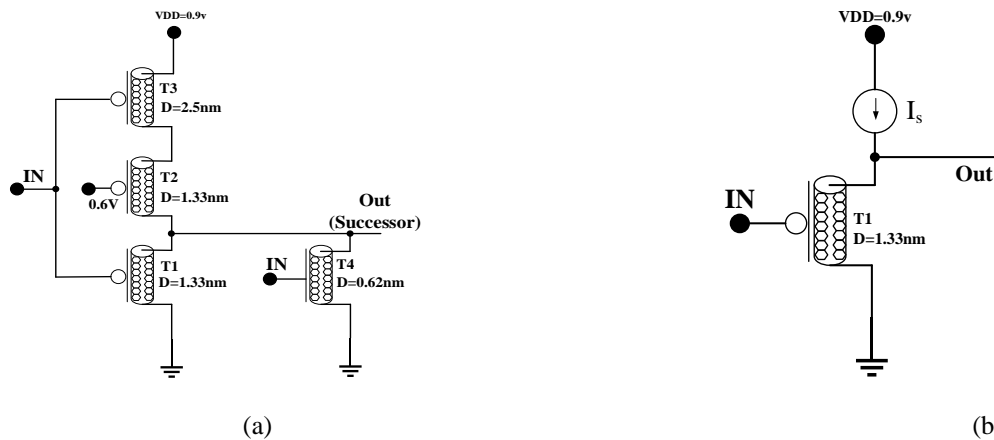 VDD=0.9v
T3
D=2.5nm
IN
T2
D=1.33nm
0.6V
Out
(Successor)
T1
D=1.33nm
IN
T4
D=0.62nm
(a)
VDD=0.9v
Is
Out
IN
T1
D=1.33nm
(b